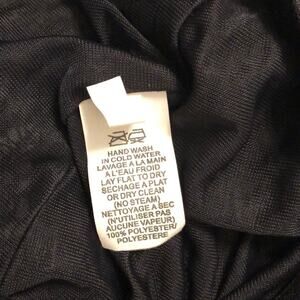 HAND WASH
IN COLD WATER
LAVAGE A LA MAIN
A L'EAU FROID
LAY FLAT TO DRY
SECHAGE A PLAT
OR DRY CLEAN
(NO STEAM)
NETTOYAGE A SEC
(N'UTILISER PAS
AUCUNE VAPEUR)
100% POLYESTER/
POLYESTERE